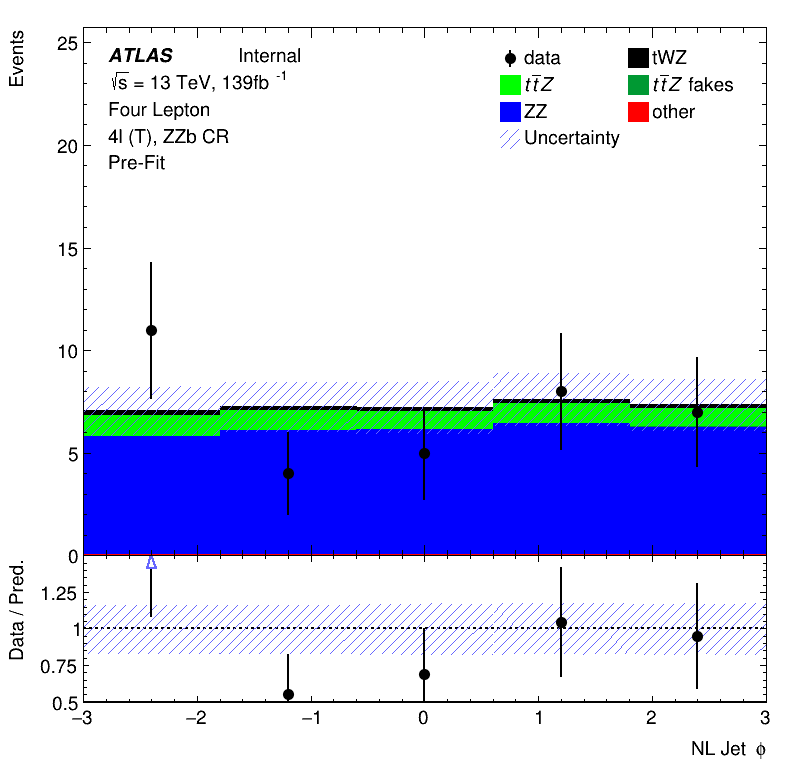 Events
25
20
15
10
5
0
ATLAS Internal
√s = 13 TeV, 139fb -1
Four Lepton
4l (T), ZZb CR
Pre-Fit
data
tWZ
tt̄Z
tt̄Z fakes
ZZ
other
Uncertainty
Data / Pred.
1.25
1
0.75
0.5
−3 −2 −1 0 1 2 3
NL Jet ϕ